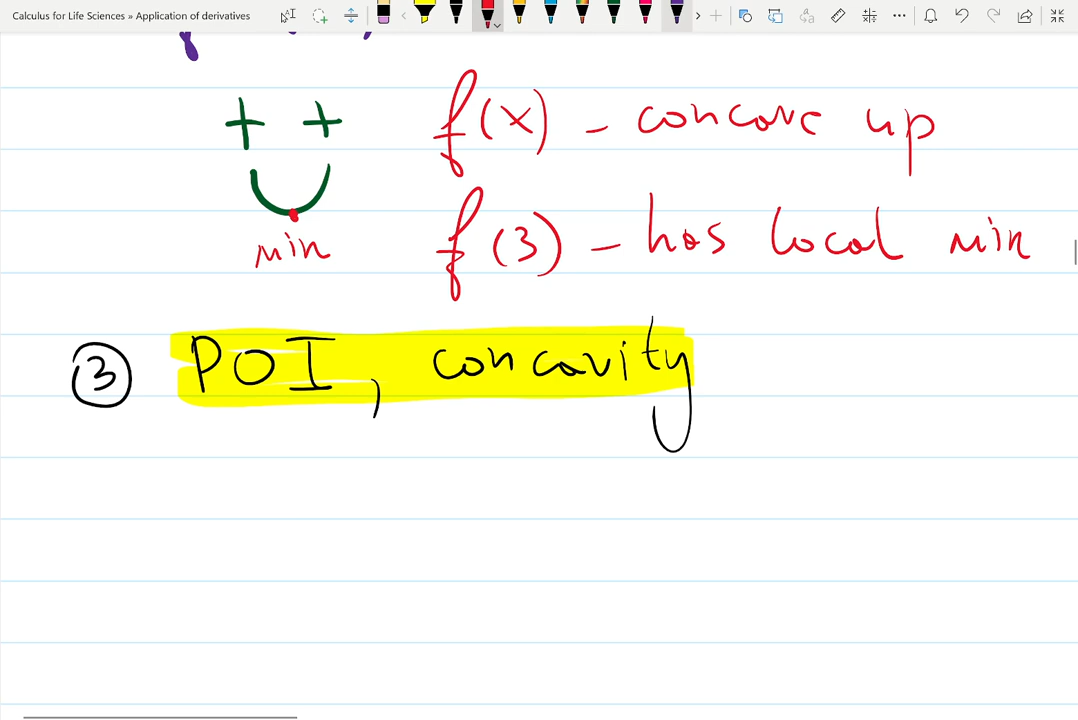 Calculus for Life Sciences » Application of derivatives
+ + f(x) - concave up
min f(3) - has local min
③ POI, concavity